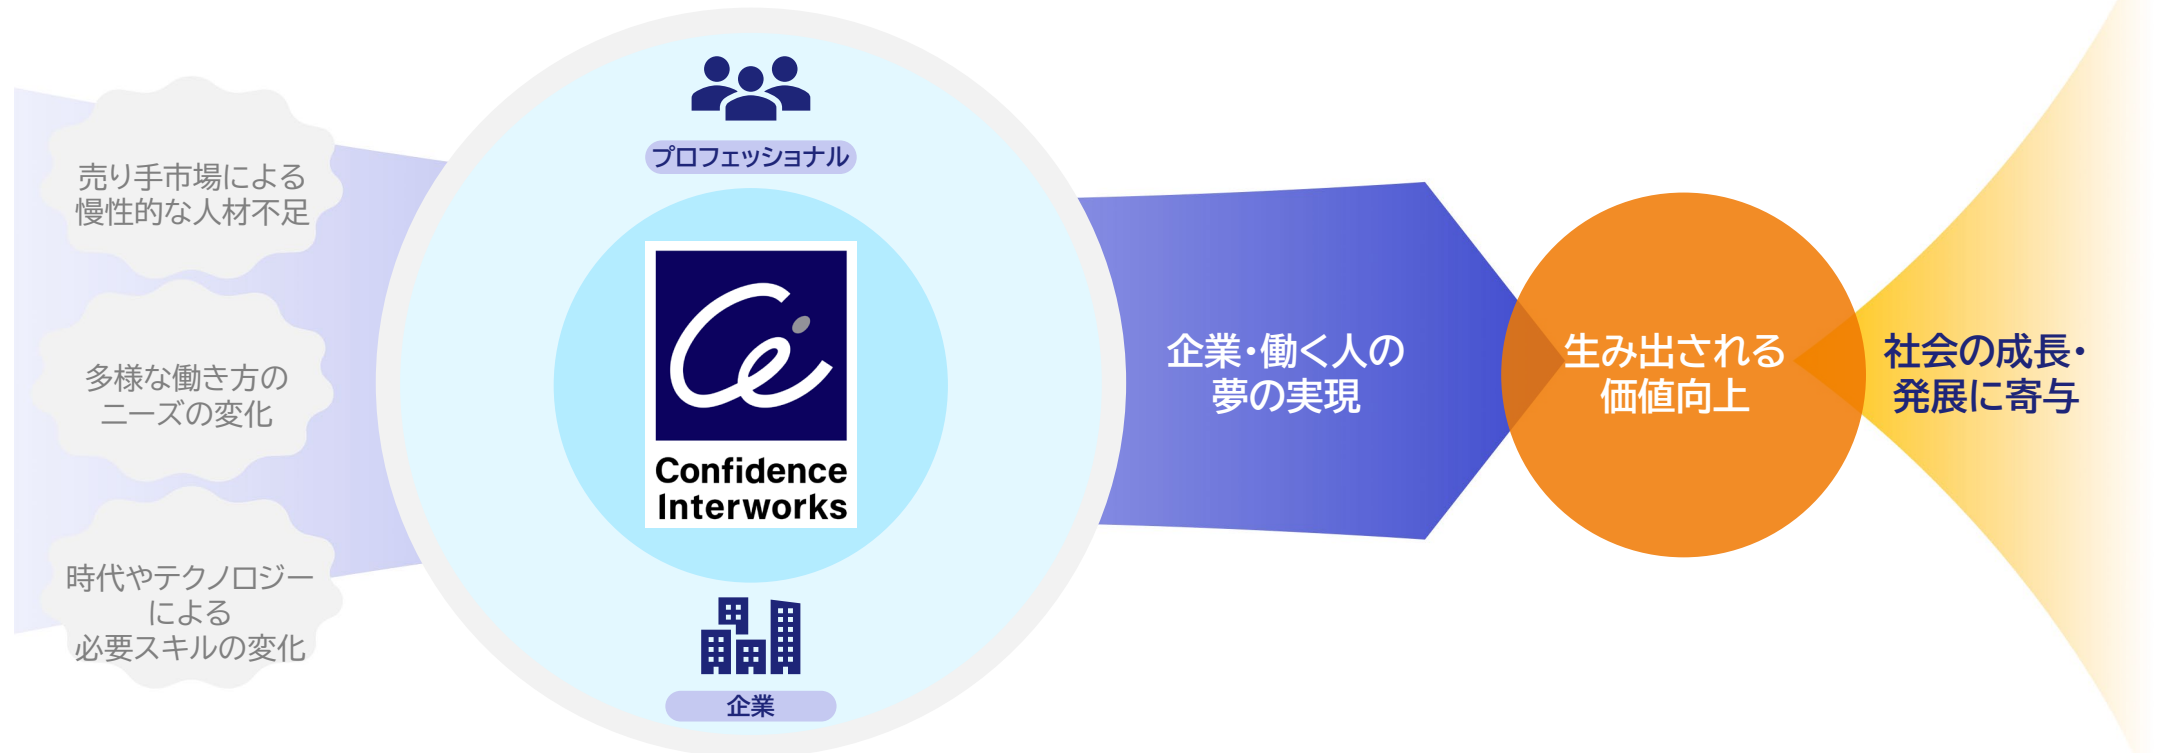 売り手市場による
慢性的な人材不足
多様な働き方の
ニーズの変化
時代やテクノロジー
による
必要スキルの変化
プロフェッショナル
Confidence
Interworks
企業
企業・働く人の
夢の実現
生み出される
価値向上
社会の成長・
発展に寄与